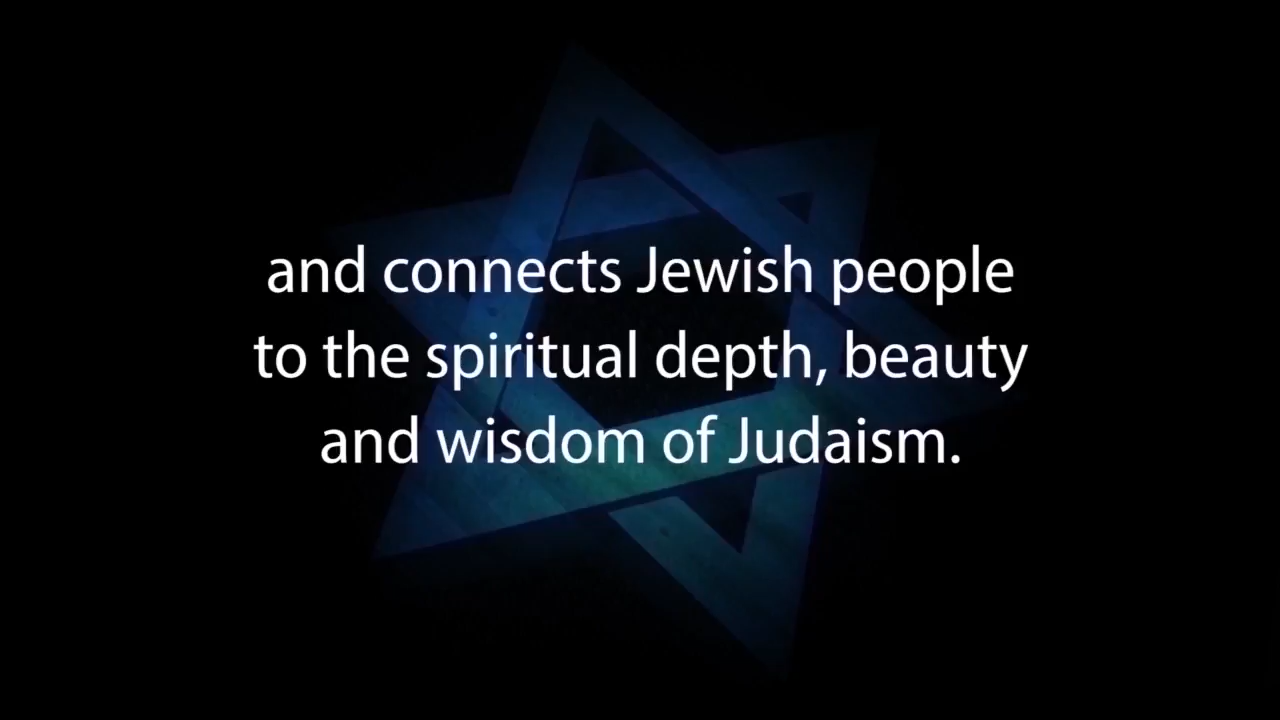 and connects Jewish people
to the spiritual depth, beauty
and wisdom of Judaism.